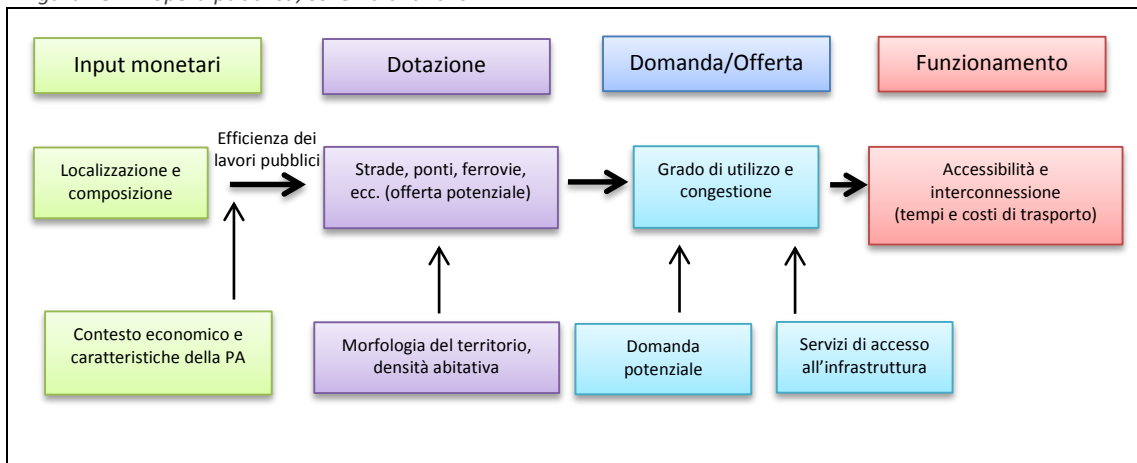 Input monetari
Dotazione
Domanda/Offerta
Funzionamento
Efficienza dei
lavori pubblici
Localizzazione e
composizione
Strade, ponti, ferrovie,
ecc. (offerta potenziale)
Grado di utilizzo e
congestione
Accessibilità e
interconnessione
(tempi e costi di trasporto)
Contesto economico e
caratteristiche della PA
Morfologia del territorio,
densità abitativa
Domanda
potenziale
Servizi di accesso
all'infrastruttura